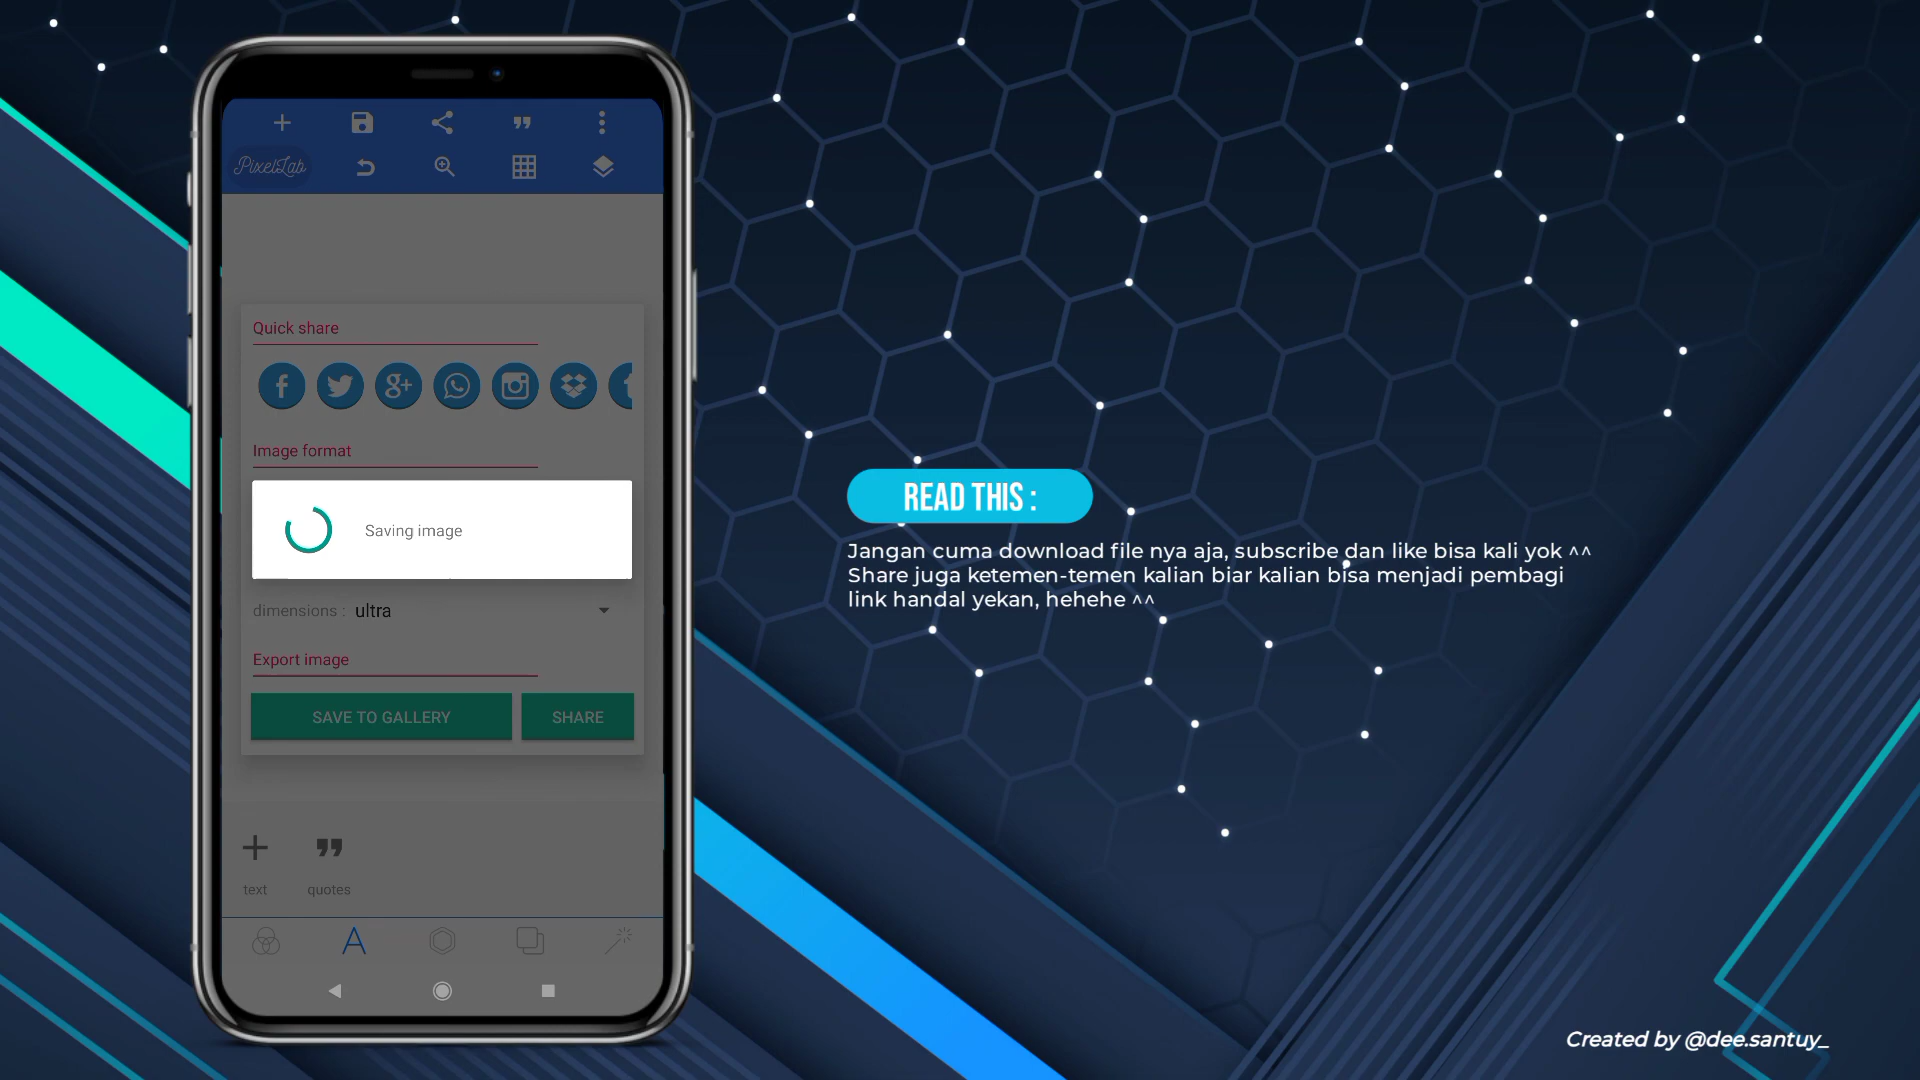 PixelLab
Quick share
Image format
Saving image
dimensions : ultra
Export image
SAVE TO GALLERY
SHARE
text
quotes
READ THIS :
Jangan cuma download file nya aja, subscribe dan like bisa kali yok ^^
Share juga ketemen-temen kalian biar kalian bisa menjadi pembagi
link handal yekan, hehehe ^^
Created by @dee.santuy_